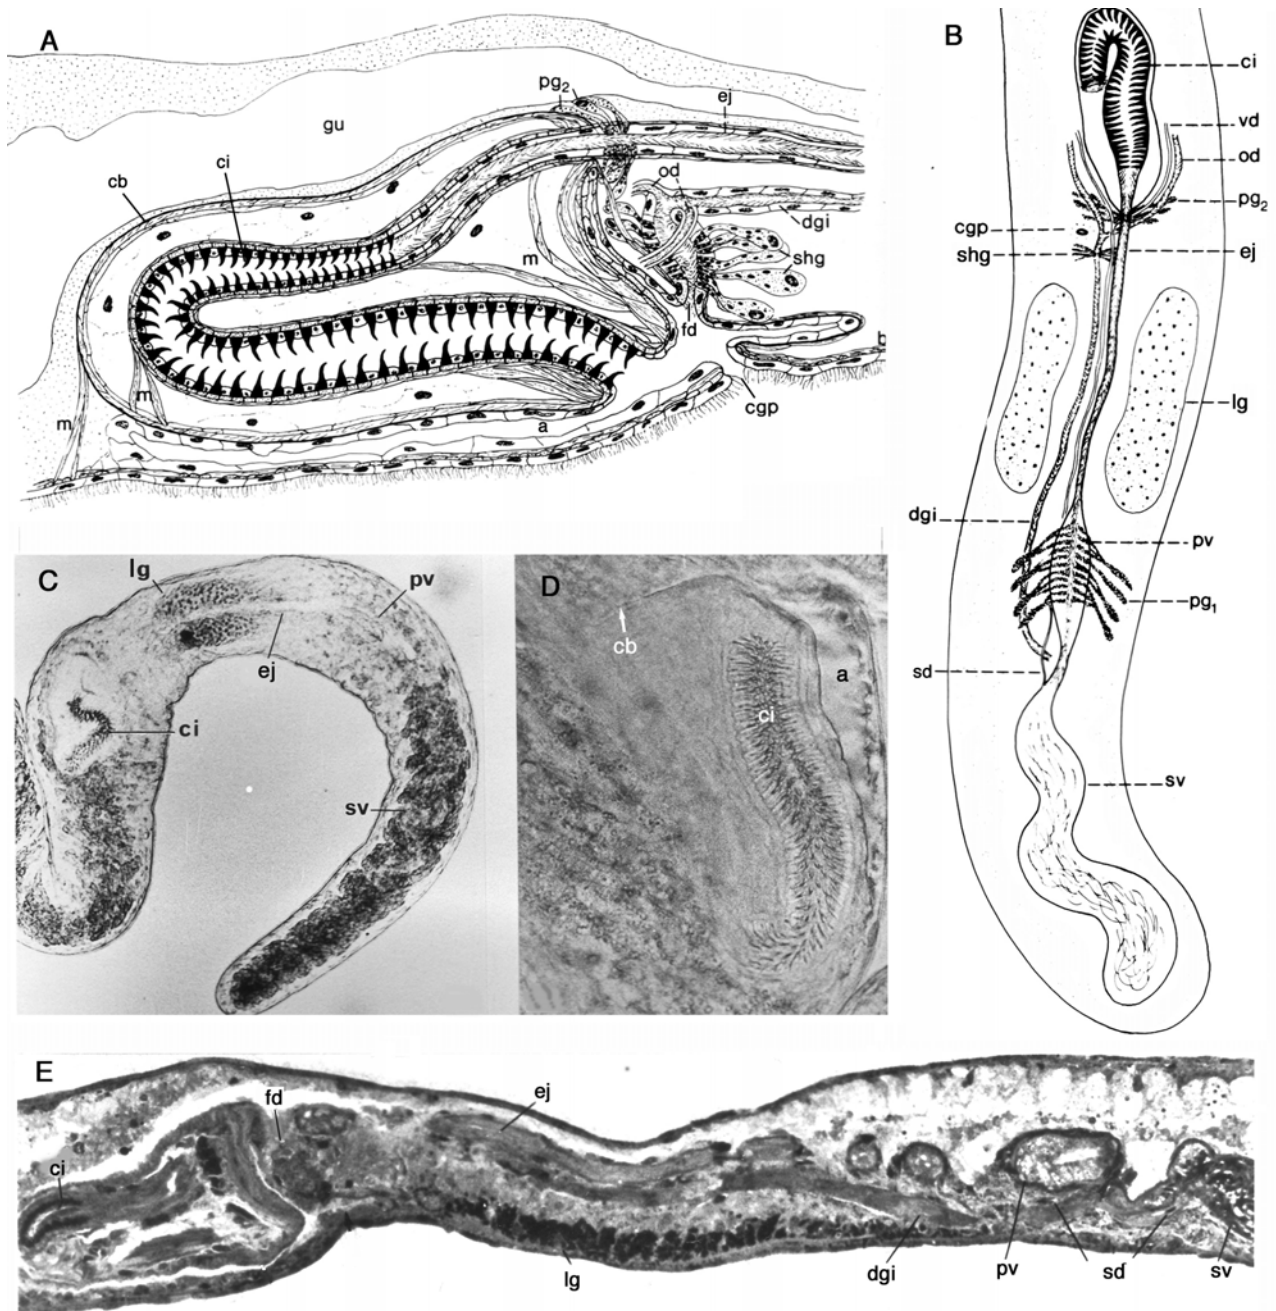 A
pg2
ej
gu
ci
cb
od
dgi
m
shg
fd
m
m
a
cgp
b
B
ci
vd
od
pg2
cgp
shg
ej
lg
dgi
pv
pg1
sd
sv
C
lg
pv
ej
ci
sv
D
cb
a
ci
E
fd
ej
ci
lg
dgi
pv
sd
sv